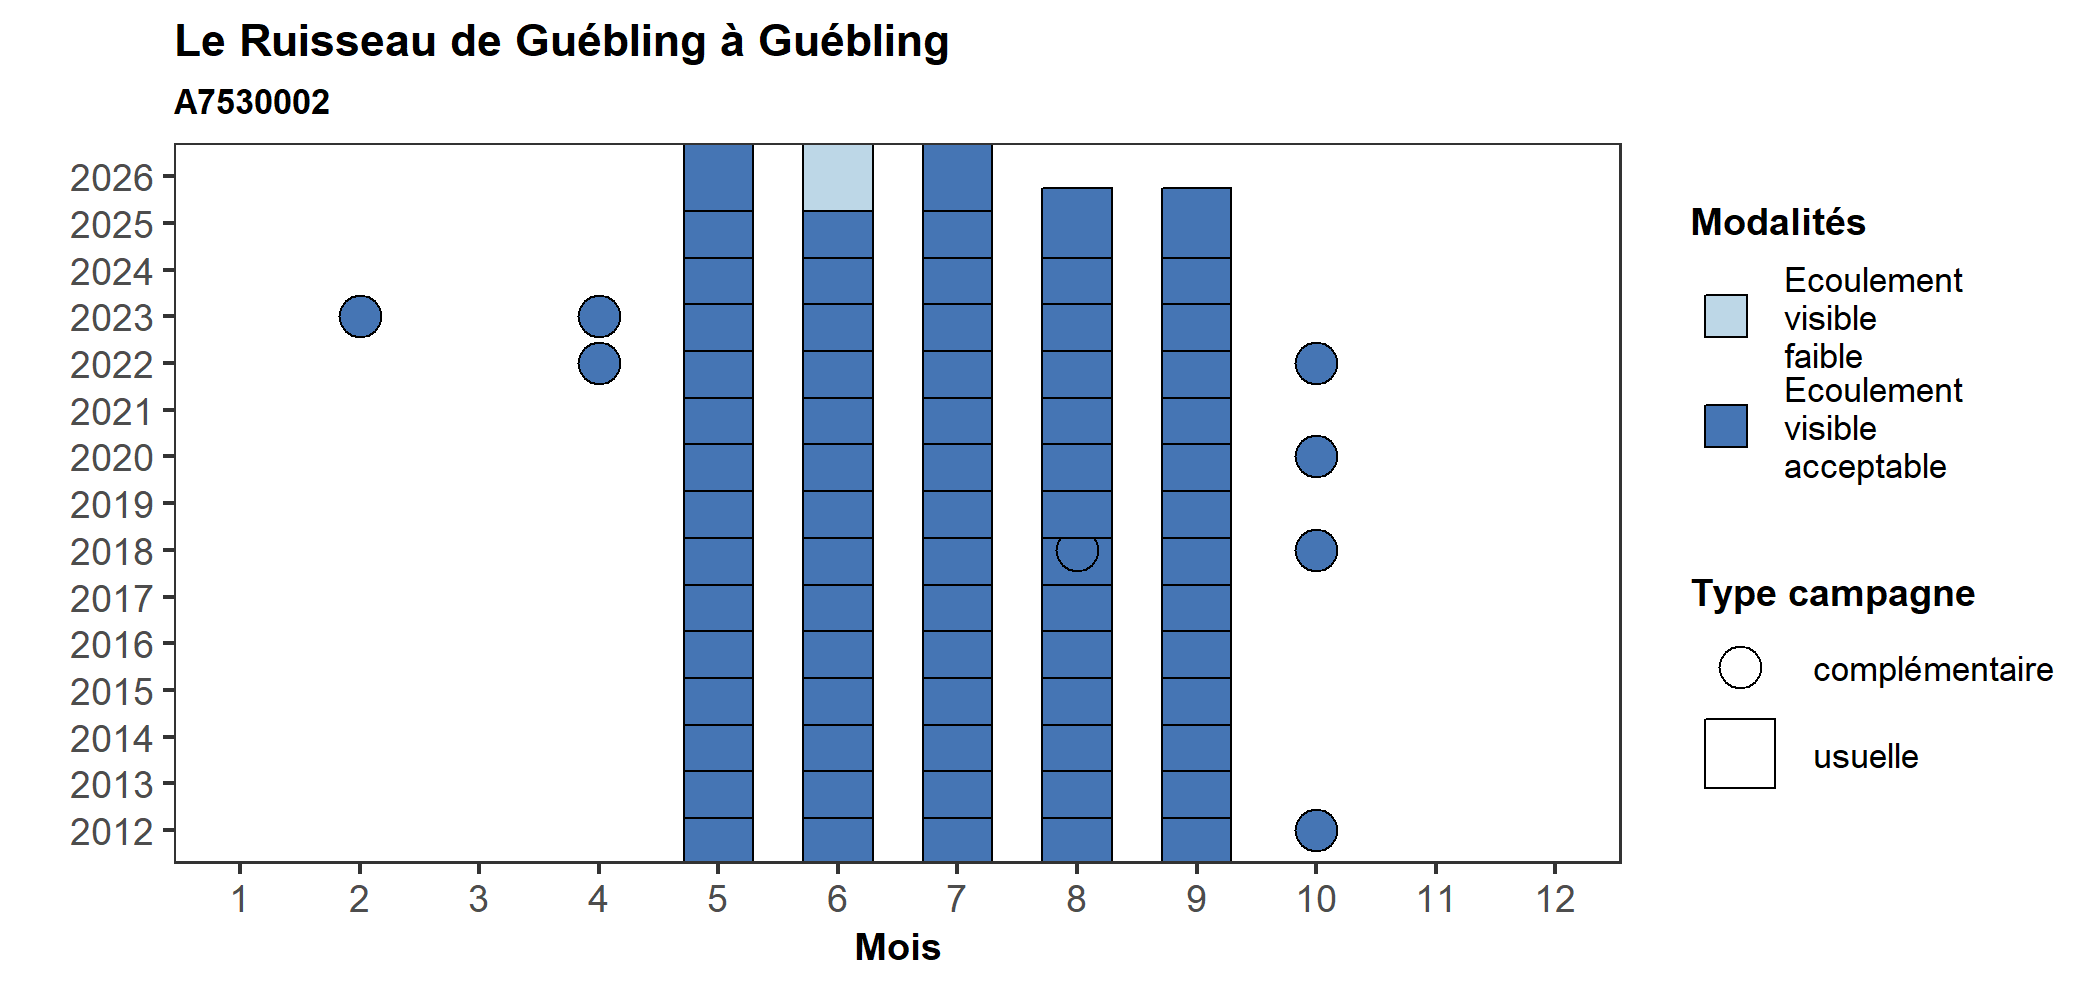 Le Ruisseau de Guébling à Guébling
A7530002
2026
2025
2024
2023
2022
2021
2020
2019
2018
2017
2016
2015
2014
2013
2012
1 2 3 4 5 6 7 8 9 10 11 12
Mois
Modalités
Ecoulement
visible
faible
Ecoulement
visible
acceptable
Type campagne
complémentaire
usuelle